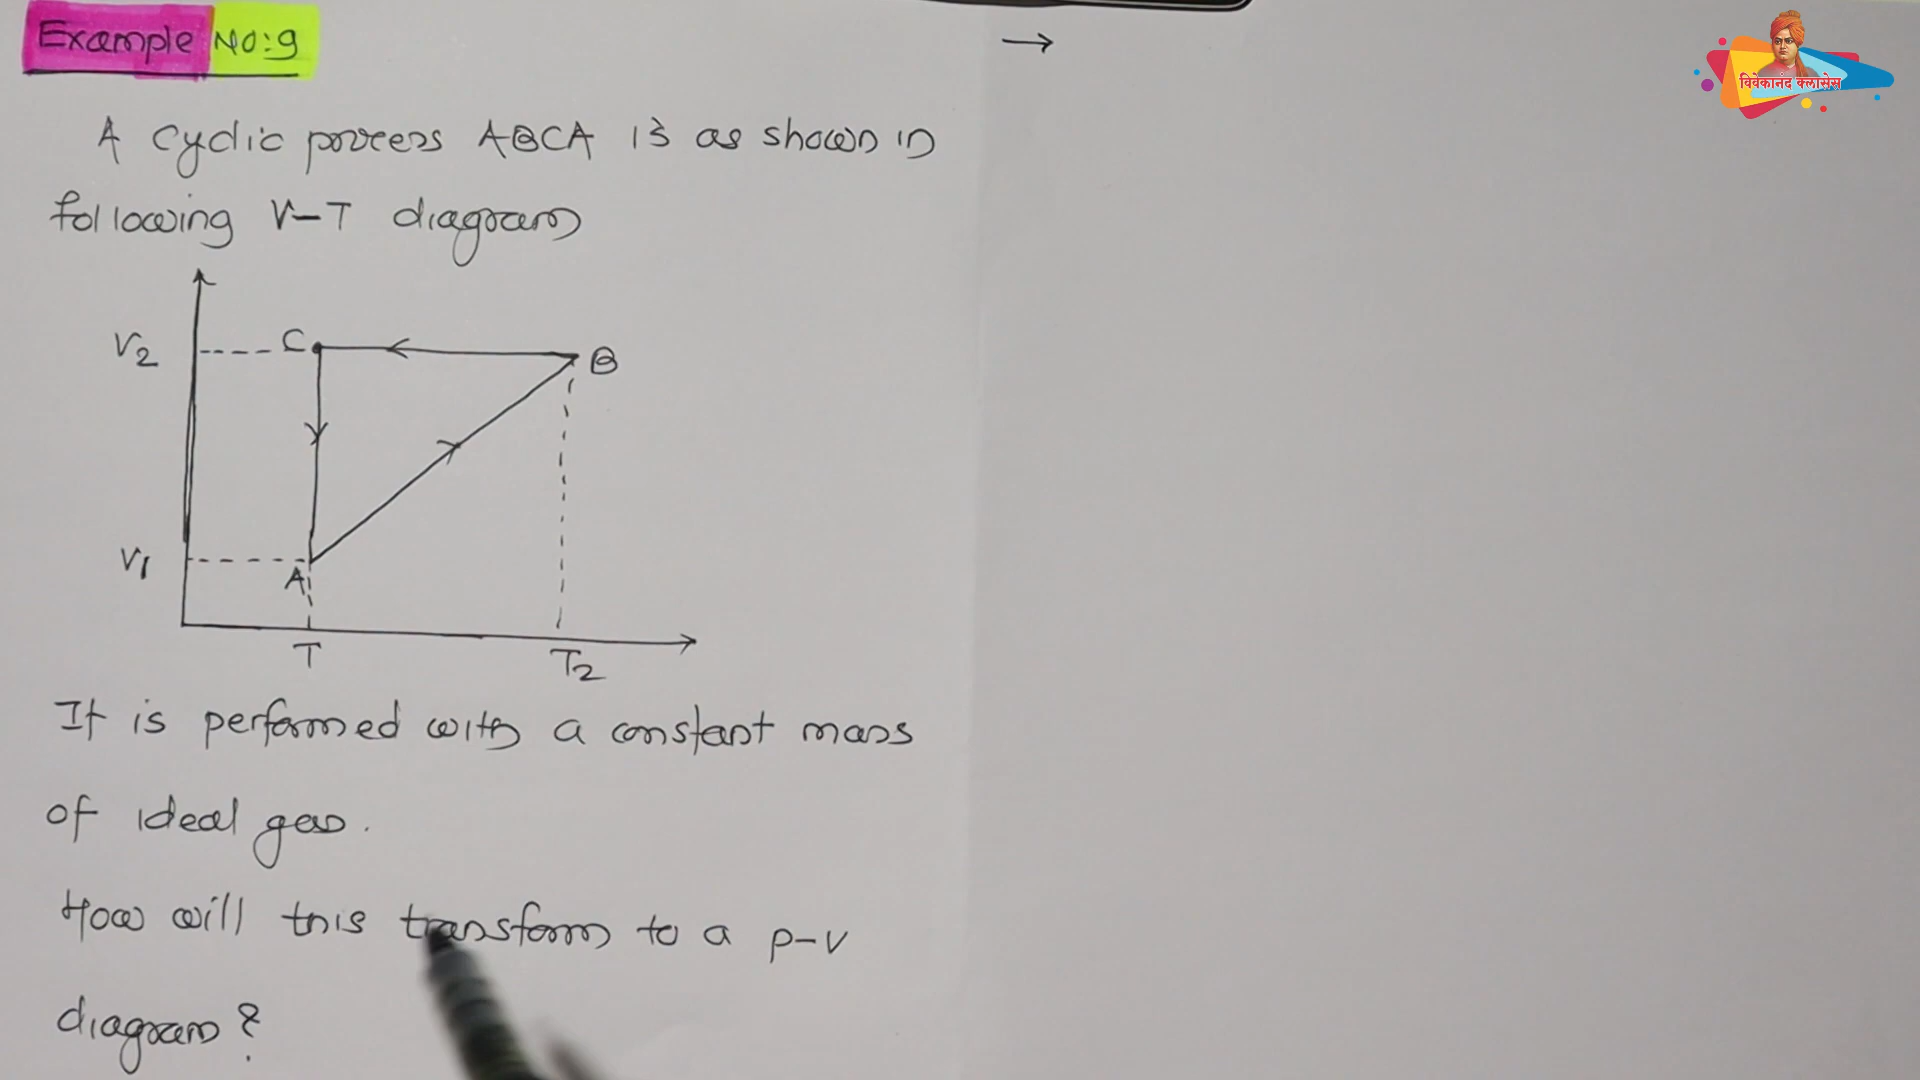 Example No:9
→
विवेकानंद क्लासेस
A cyclic process ABCA is as shown in
following V-T diagram
V2
C
B
V1
A
T
T2
It is performed with a constant mass
of ideal gas.
How will this transform to a p-v
diagram?